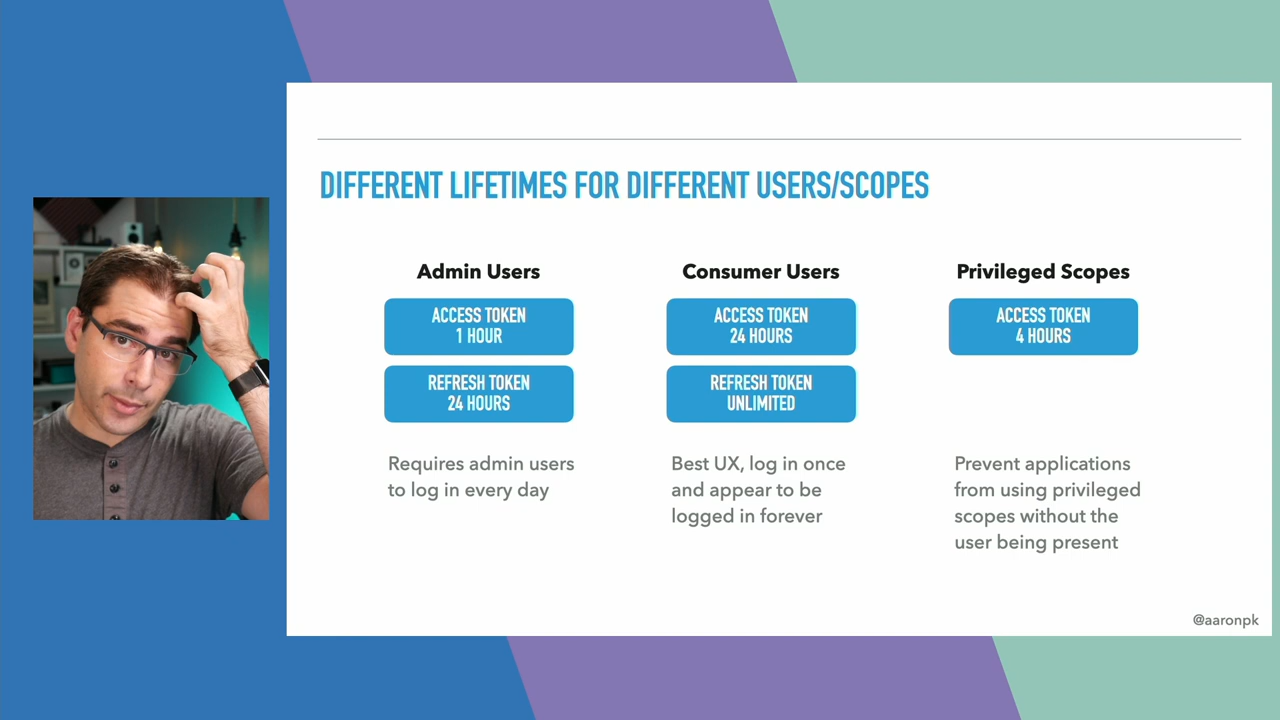 DIFFERENT LIFETIMES FOR DIFFERENT USERS/SCOPES
Admin Users
ACCESS TOKEN
1 HOUR
REFRESH TOKEN
24 HOURS
Requires admin users
to log in every day
Consumer Users
ACCESS TOKEN
24 HOURS
REFRESH TOKEN
UNLIMITED
Best UX, log in once
and appear to be
logged in forever
Privileged Scopes
ACCESS TOKEN
4 HOURS
Prevent applications
from using privileged
scopes without the
user being present
@aaronpk